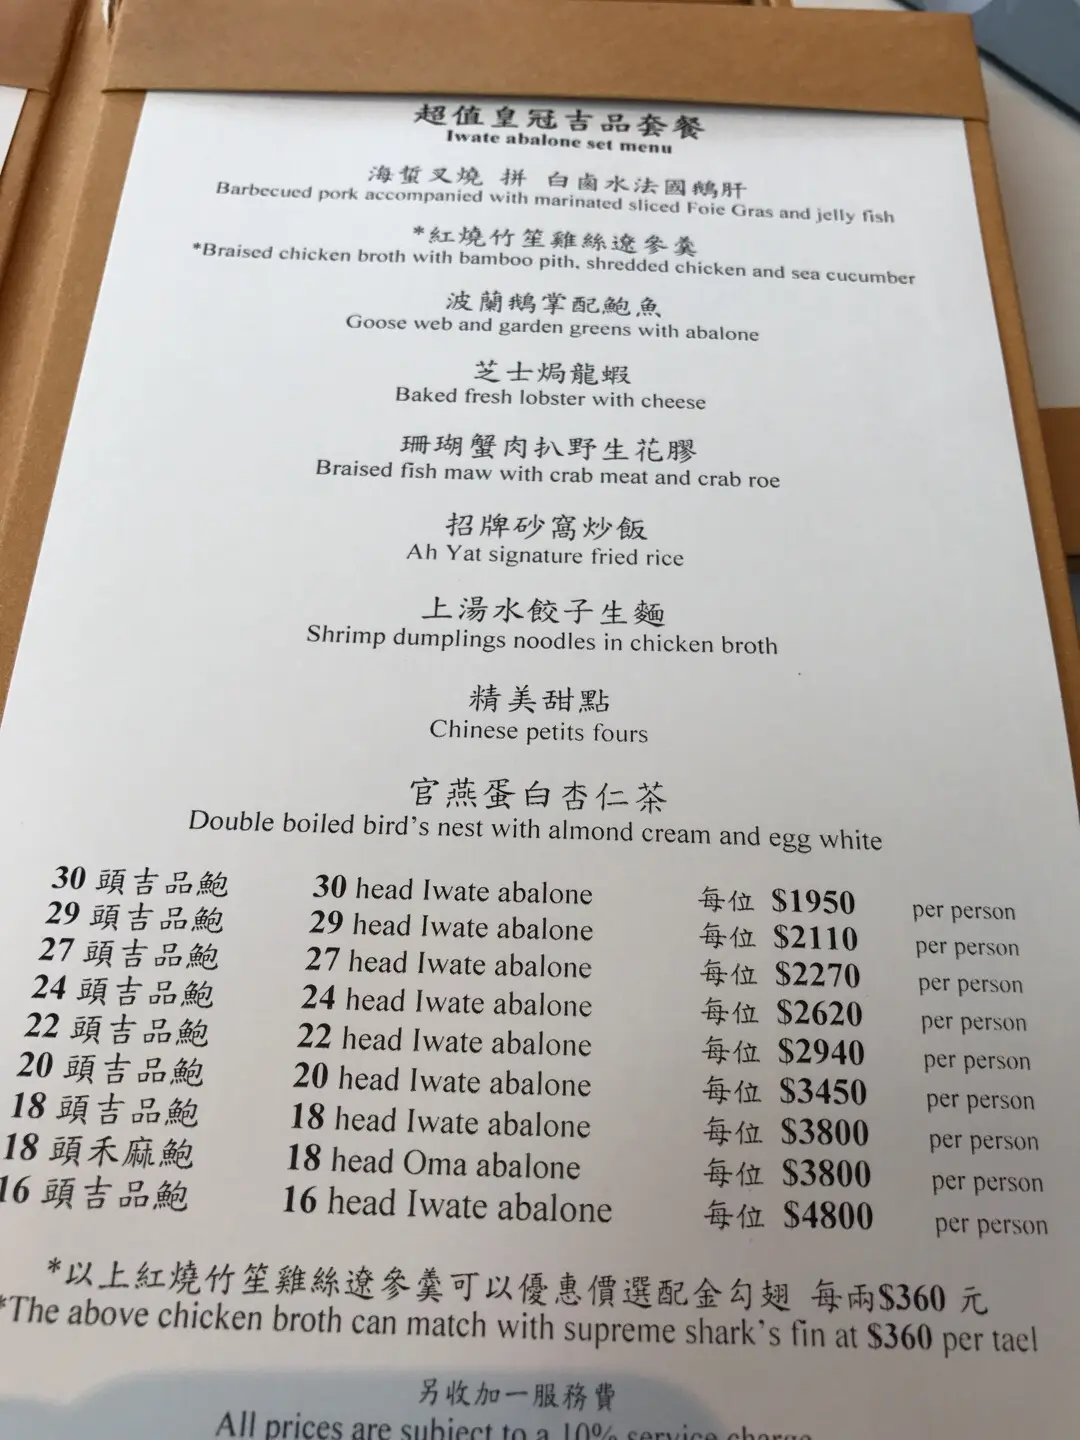 超值皇冠吉品套餐
Iwate abalone set menu
海蜇叉燒 拼 白鹵水法國鵝肝
Barbecued pork accompanied with marinated sliced Foie Gras and jelly fish
*紅燒竹笙雞絲遼參羹
*Braised chicken broth with bamboo pith, shredded chicken and sea cucumber
波蘭鵝掌配鮑魚
Goose web and garden greens with abalone
芝士焗龍蝦
Baked fresh lobster with cheese
珊瑚蟹肉扒野生花膠
Braised fish maw with crab meat and crab roe
招牌砂窩炒飯
Ah Yat signature fried rice
上湯水餃子生麵
Shrimp dumplings noodles in chicken broth
精美甜點
Chinese petits fours
官燕蛋白杏仁茶
Double boiled bird's nest with almond cream and egg white
30 頭吉品鮑 30 head Iwate abalone 每位 $1950 per person
29 頭吉品鮑 29 head Iwate abalone 每位 $2110 per person
27 頭吉品鮑 27 head Iwate abalone 每位 $2270 per person
24 頭吉品鮑 24 head Iwate abalone 每位 $2620 per person
22 頭吉品鮑 22 head Iwate abalone 每位 $2940 per person
20 頭吉品鮑 20 head Iwate abalone 每位 $3450 per person
18 頭吉品鮑 18 head Iwate abalone 每位 $3800 per person
18 頭禾麻鮑 18 head Oma abalone 每位 $3800 per person
16 頭吉品鮑 16 head Iwate abalone 每位 $4800 per person
*以上紅燒竹笙雞絲遼參羹可以優惠價選配金勾翅 每兩$360 元
*The above chicken broth can match with supreme shark's fin at $360 per tael
另收加一服務費
All prices are subject to a 10% service charge